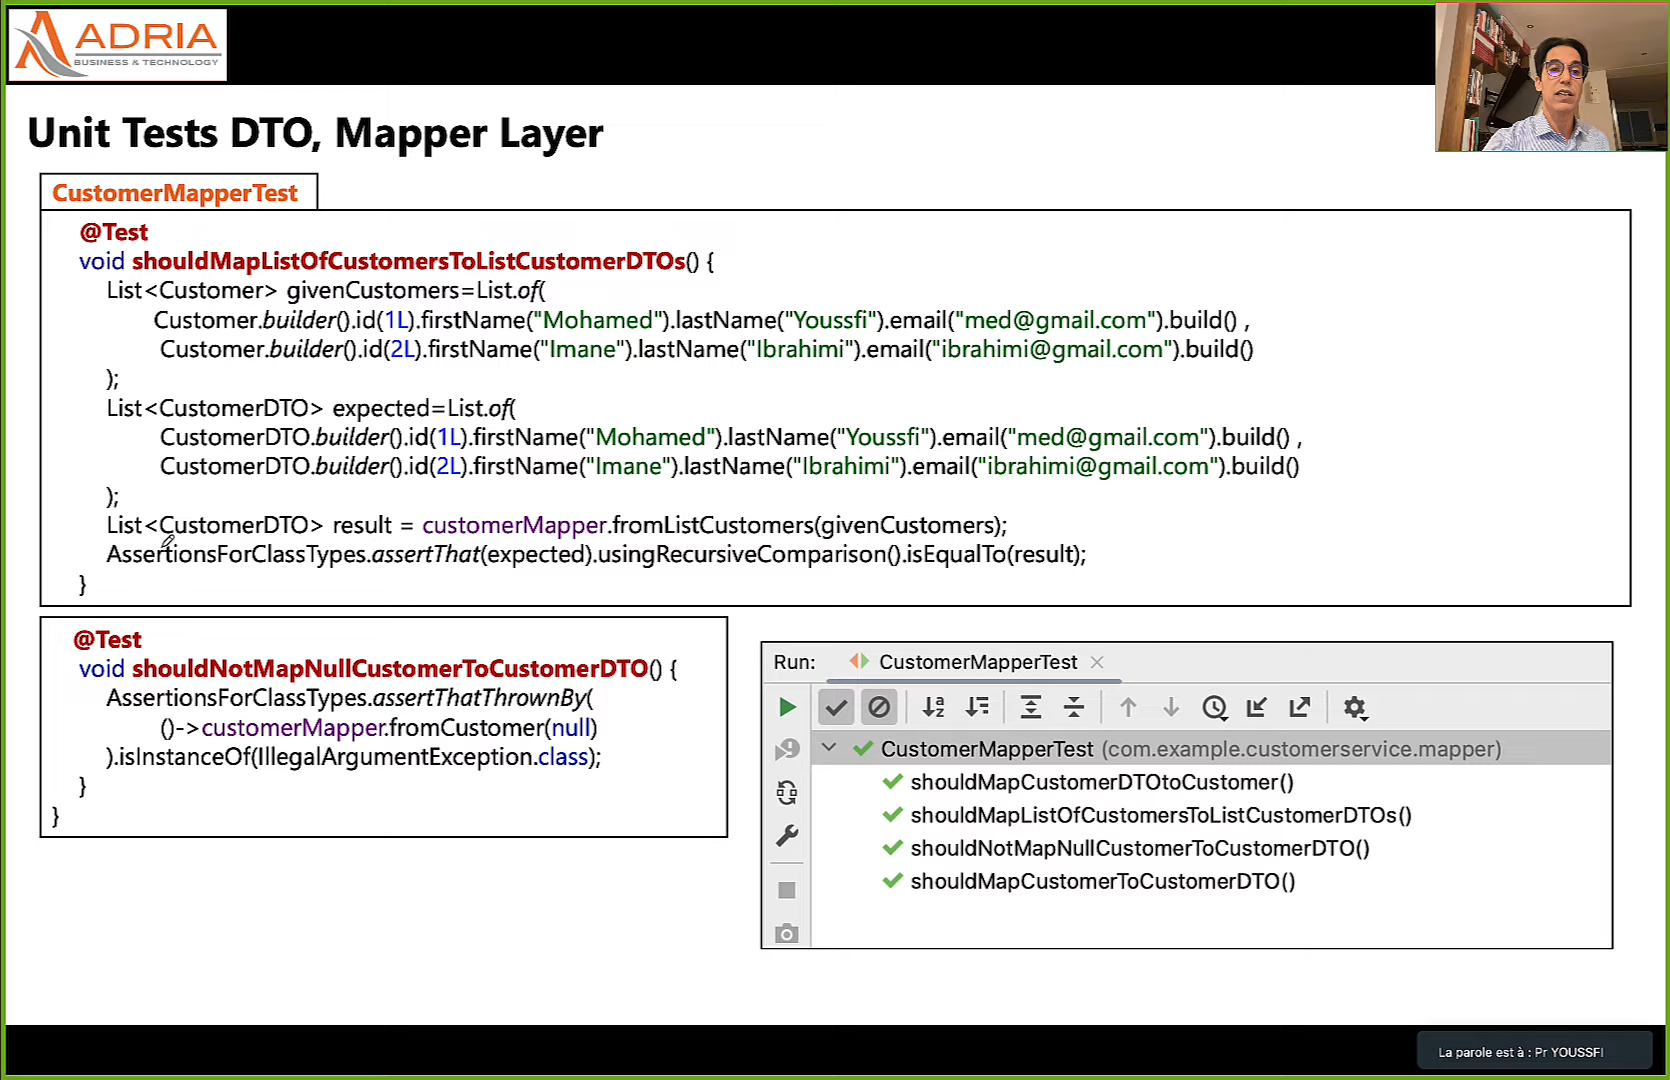 ADRIA
BUSINESS & TECHNOLOGY
Unit Tests DTO, Mapper Layer
CustomerMapperTest
@Test
void shouldMapListOfCustomersToListCustomerDTOs() {
List<Customer> givenCustomers=List.of(
Customer.builder().id(1L).firstName("Mohamed").lastName("Youssfi").email("med@gmail.com").build() ,
Customer.builder().id(2L).firstName("Imane").lastName("Ibrahimi").email("ibrahimi@gmail.com").build()
);
List<CustomerDTO> expected=List.of(
CustomerDTO.builder().id(1L).firstName("Mohamed").lastName("Youssfi").email("med@gmail.com").build() ,
CustomerDTO.builder().id(2L).firstName("Imane").lastName("Ibrahimi").email("ibrahimi@gmail.com").build()
);
List<CustomerDTO> result = customerMapper.fromListCustomers(givenCustomers);
AssertionsForClassTypes.assertThat(expected).usingRecursiveComparison().isEqualTo(result);
}
@Test
void shouldNotMapNullCustomerToCustomerDTO() {
AssertionsForClassTypes.assertThatThrownBy(
()->customerMapper.fromCustomer(null)
).isInstanceOf(IllegalArgumentException.class);
}
}
Run: CustomerMapperTest
CustomerMapperTest (com.example.customerservice.mapper)
shouldMapCustomerDTOtoCustomer()
shouldMapListOfCustomersToListCustomerDTOs()
shouldNotMapNullCustomerToCustomerDTO()
shouldMapCustomerToCustomerDTO()
La parole est à : Pr YOUSSFI